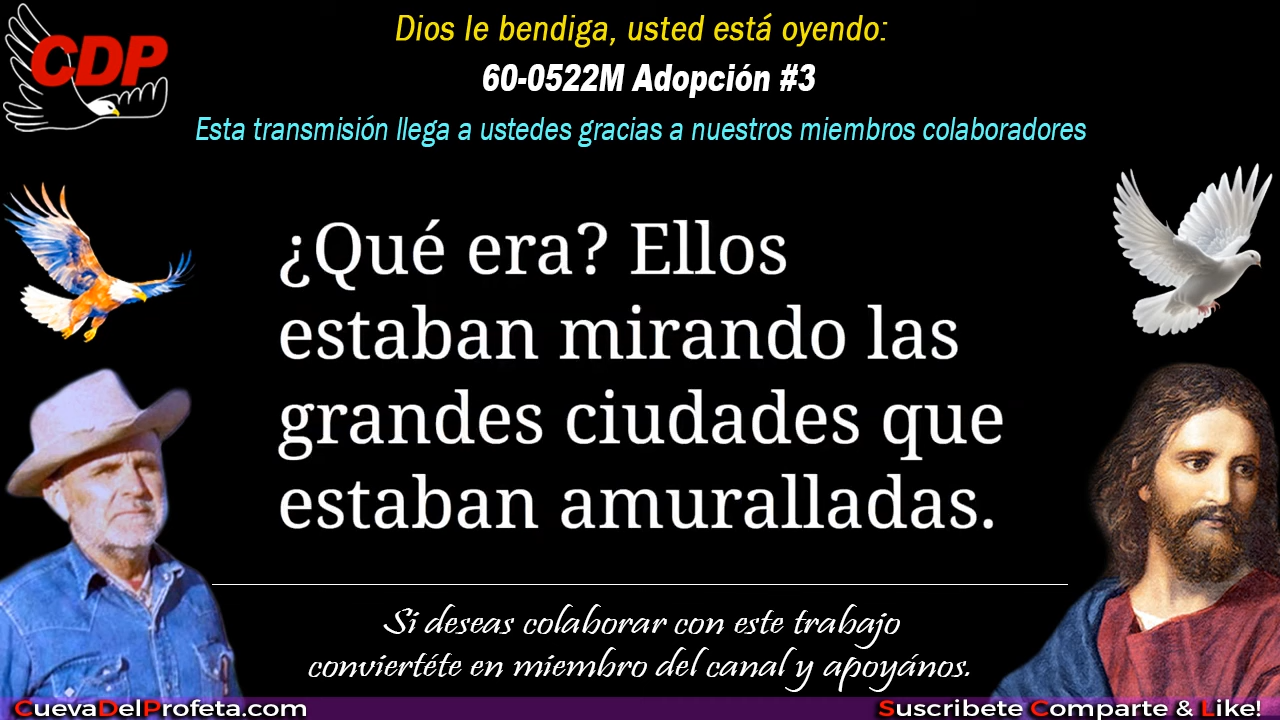 CDP
Dios le bendiga, usted está oyendo:
60-0522M Adopción #3
Esta transmisión llega a ustedes gracias a nuestros miembros colaboradores
¿Qué era? Ellos
estaban mirando las
grandes ciudades que
estaban amuralladas.
Si deseas colaborar con este trabajo
conviertéte en miembro del canal y apoyános.
CuevaDelProfeta.com
Suscribete Comparte & Like!